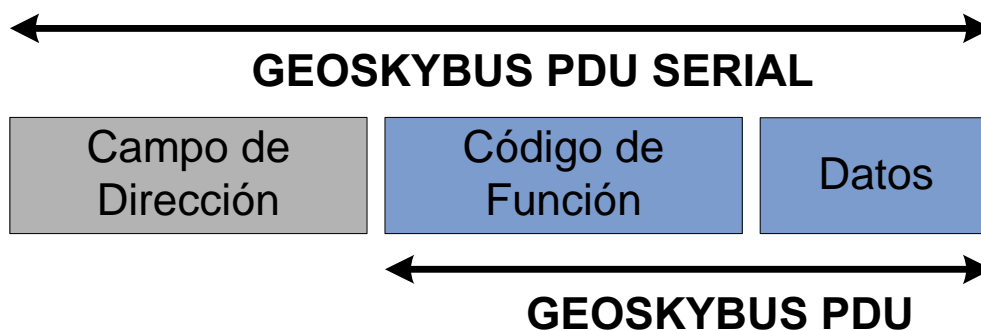 GEOSKYBUS PDU SERIAL
Campo de
Dirección
Código de
Función
Datos
GEOSKYBUS PDU